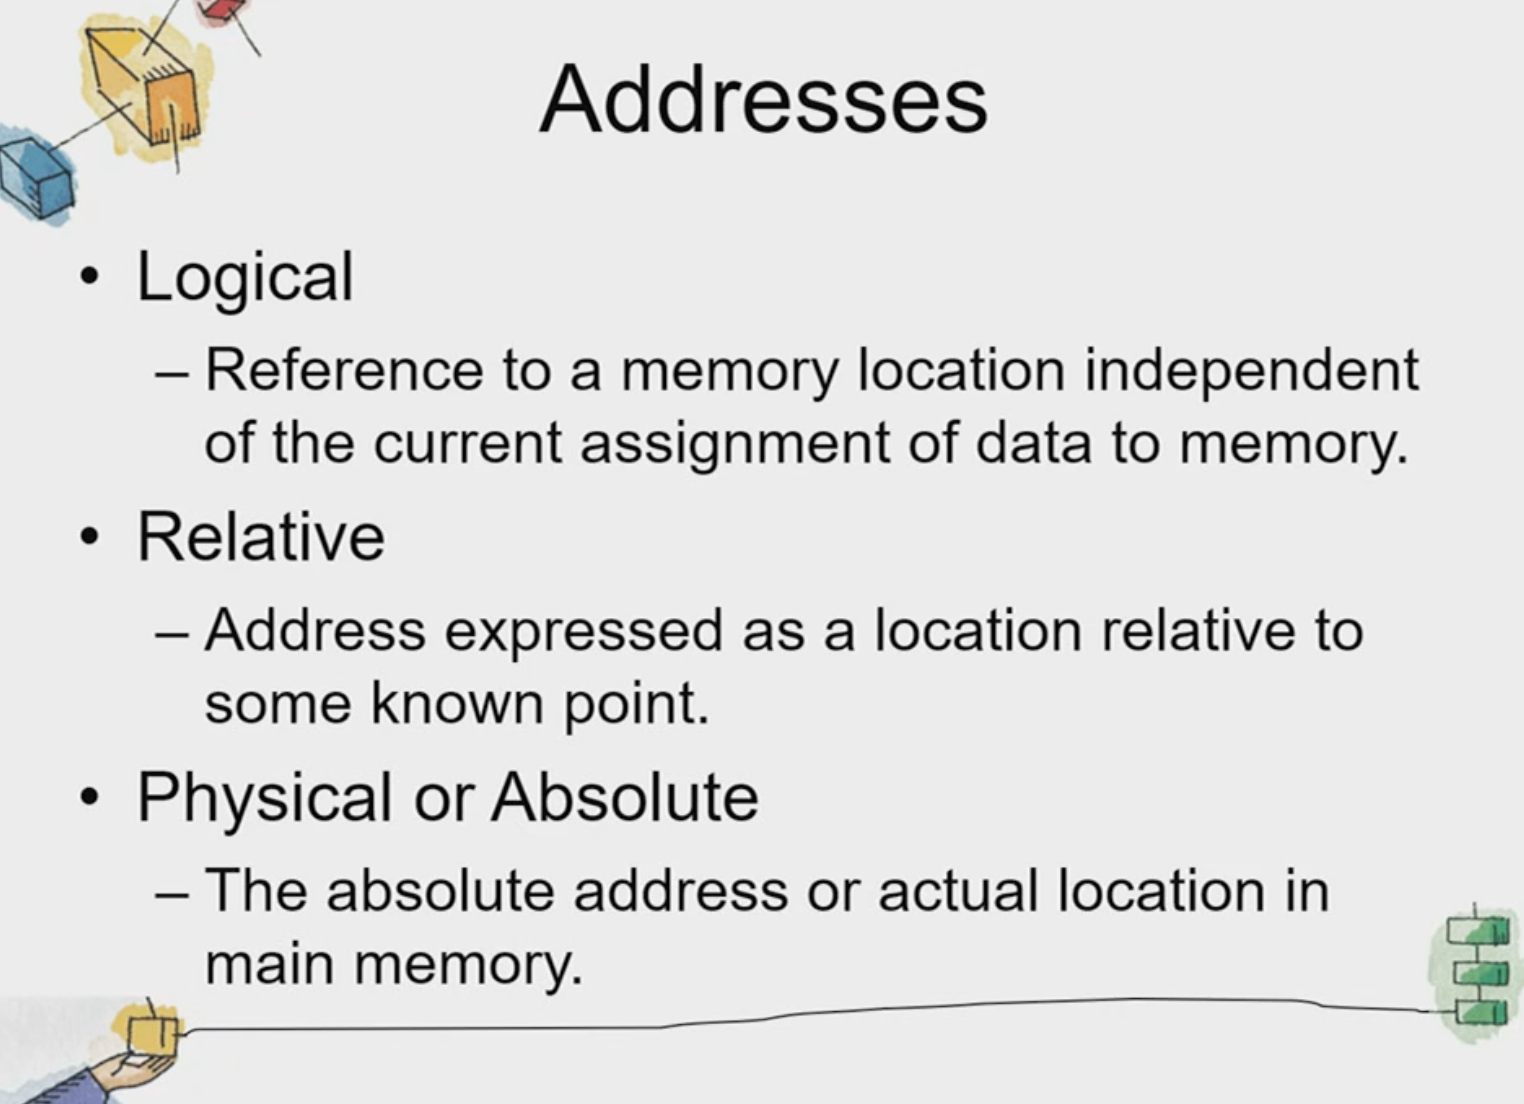 Addresses
• Logical
– Reference to a memory location independent
of the current assignment of data to memory.
• Relative
– Address expressed as a location relative to
some known point.
• Physical or Absolute
– The absolute address or actual location in
main memory.